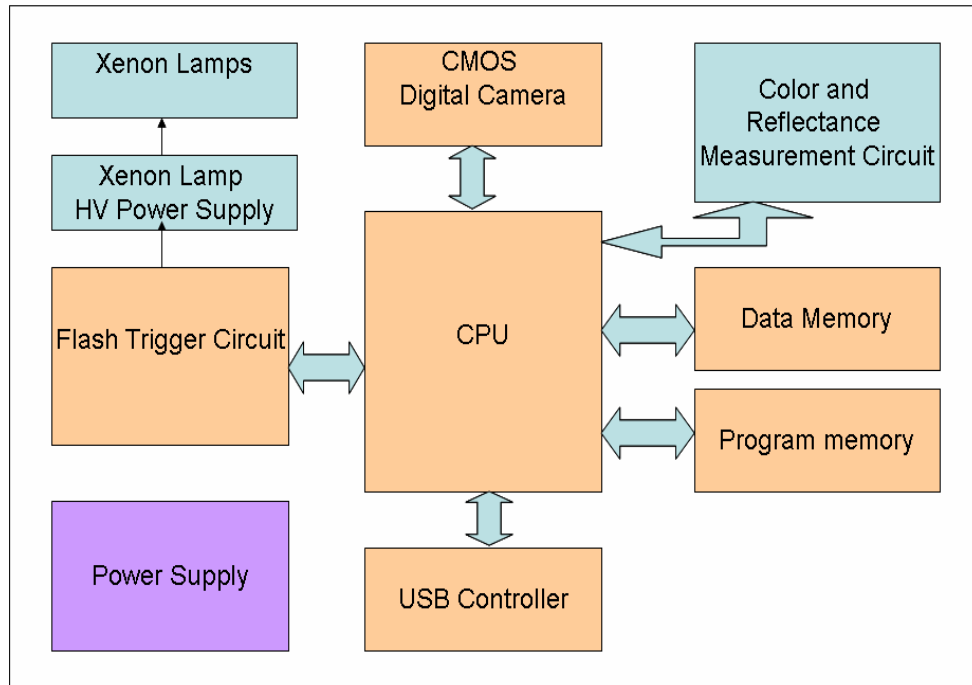 Xenon Lamps
CMOS
Digital Camera
Color and
Reflectance
Measurement Circuit
Xenon Lamp
HV Power Supply
Flash Trigger Circuit
CPU
Data Memory
Program memory
Power Supply
USB Controller